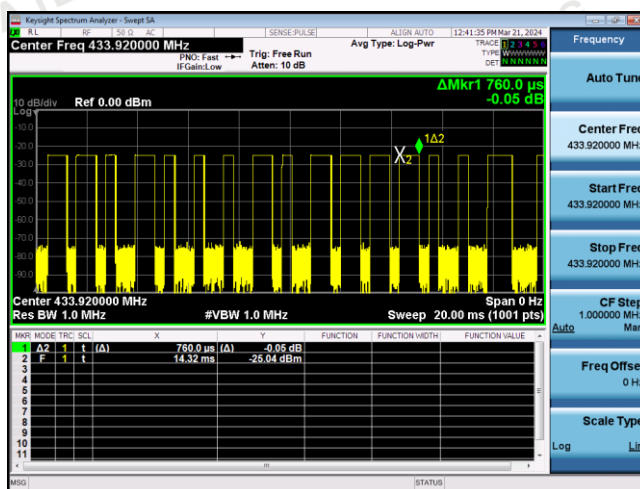 Keysight Spectrum Analyzer - Swept SA
RL RF 50 Ω AC SENSE:PULSE ALIGN AUTO 12:41:35 PM Mar 21, 2024
Center Freq 433.920000 MHz
PNO: Fast
IFGain:Low
Trig: Free Run
Atten: 10 dB
Avg Type: Log-Pwr
TRACE 1 2 3 4 5 6
TYPE
DET N N N N N N
ΔMkr1 760.0 µs
-0.05 dB
10 dB/div Ref 0.00 dBm
Log
-10.0
-20.0
-30.0
-40.0
-50.0
-60.0
-70.0
-80.0
-90.0
1Δ2
X2
Center 433.920000 MHz Span 0 Hz
Res BW 1.0 MHz #VBW 1.0 MHz Sweep 20.00 ms (1001 pts)
MKR MODE TRC SCL X Y FUNCTION FUNCTION WIDTH FUNCTION VALUE
1 Δ2 1 t (Δ) 760.0 µs (Δ) -0.05 dB
2 F 1 t 14.32 ms -25.04 dBm
3
4
5
6
7
8
9
10
11
MSG STATUS
Frequency
Auto Tune
Center Freq
433.920000 MHz
Start Freq
433.920000 MHz
Stop Freq
433.920000 MHz
CF Step
1.000000 MHz
Auto Man
Freq Offset
0 Hz
Scale Type
Log Lin